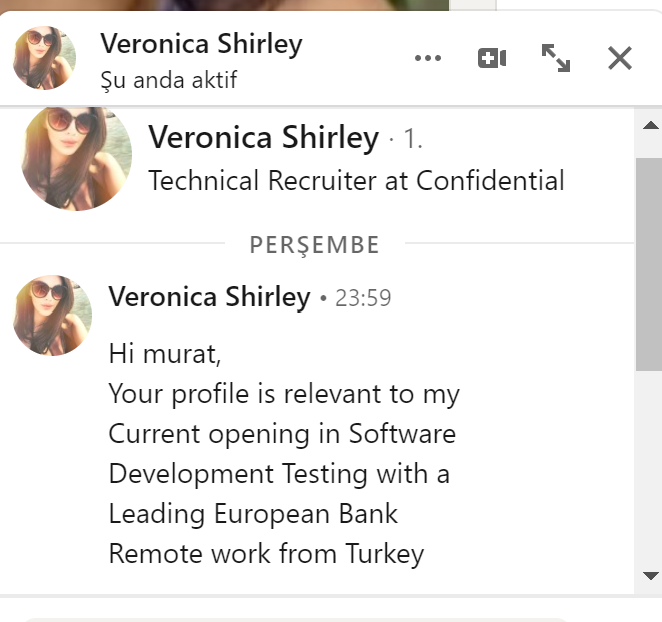 Veronica Shirley
Şu anda aktif
Veronica Shirley · 1.
Technical Recruiter at Confidential
PERŞEMBE
Veronica Shirley • 23:59
Hi murat,
Your profile is relevant to my
Current opening in Software
Development Testing with a
Leading European Bank
Remote work from Turkey